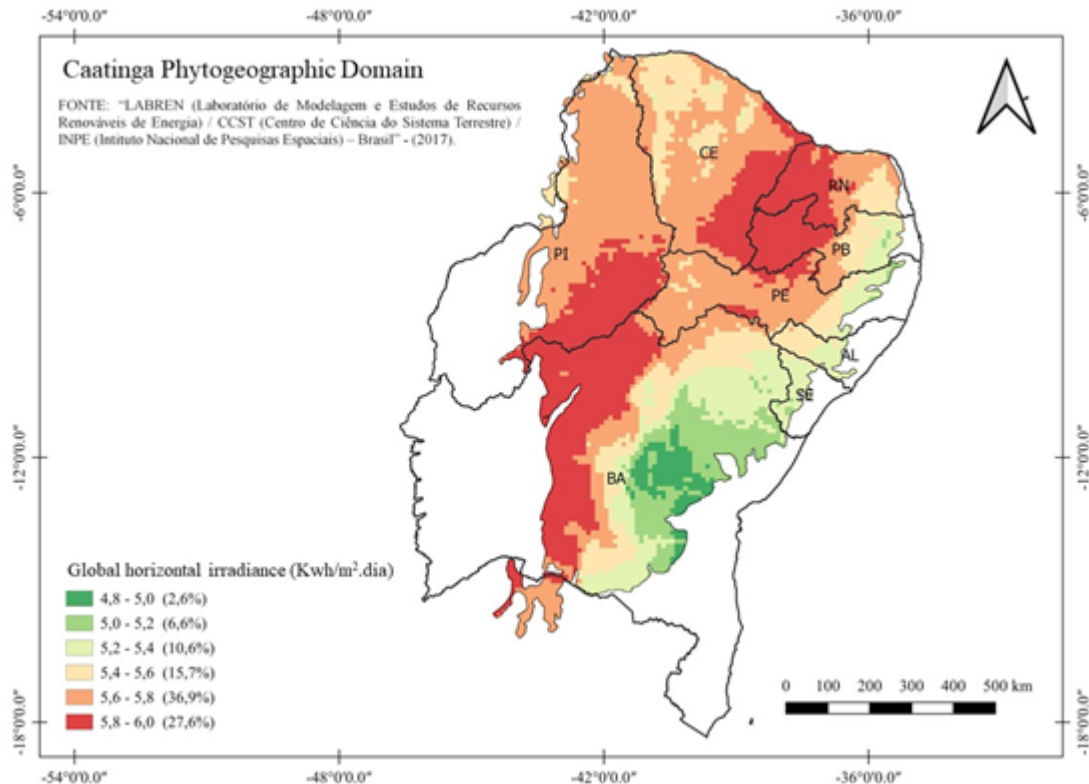 -54°0'0.0" -48°0'0.0" -42°0'0.0" -36°0'0.0"
Caatinga Phytogeographic Domain
FONTE: "LABREN (Laboratório de Modelagem e Estudos de Recursos
Renováveis de Energia) / CCST (Centro de Ciência do Sistema Terrestre) /
INPE (Intituto Nacional de Pesquisas Espaciais) – Brasil" - (2017).
CE
-6°0'0.0" RN -6°0'0.0"
PI PB
PE
AL
SE
-12°0'0.0" -12°0'0.0"
BA
Global horizontal irradiance (Kwh/m².dia)
4,8 - 5,0 (2,6%)
5,0 - 5,2 (6,6%)
5,2 - 5,4 (10,6%)
5,4 - 5,6 (15,7%)
5,6 - 5,8 (36,9%)
5,8 - 6,0 (27,6%)
0 100 200 300 400 500 km
-18°0'0.0" -18°0'0.0"
-54°0'0.0" -48°0'0.0" -42°0'0.0" -36°0'0.0"